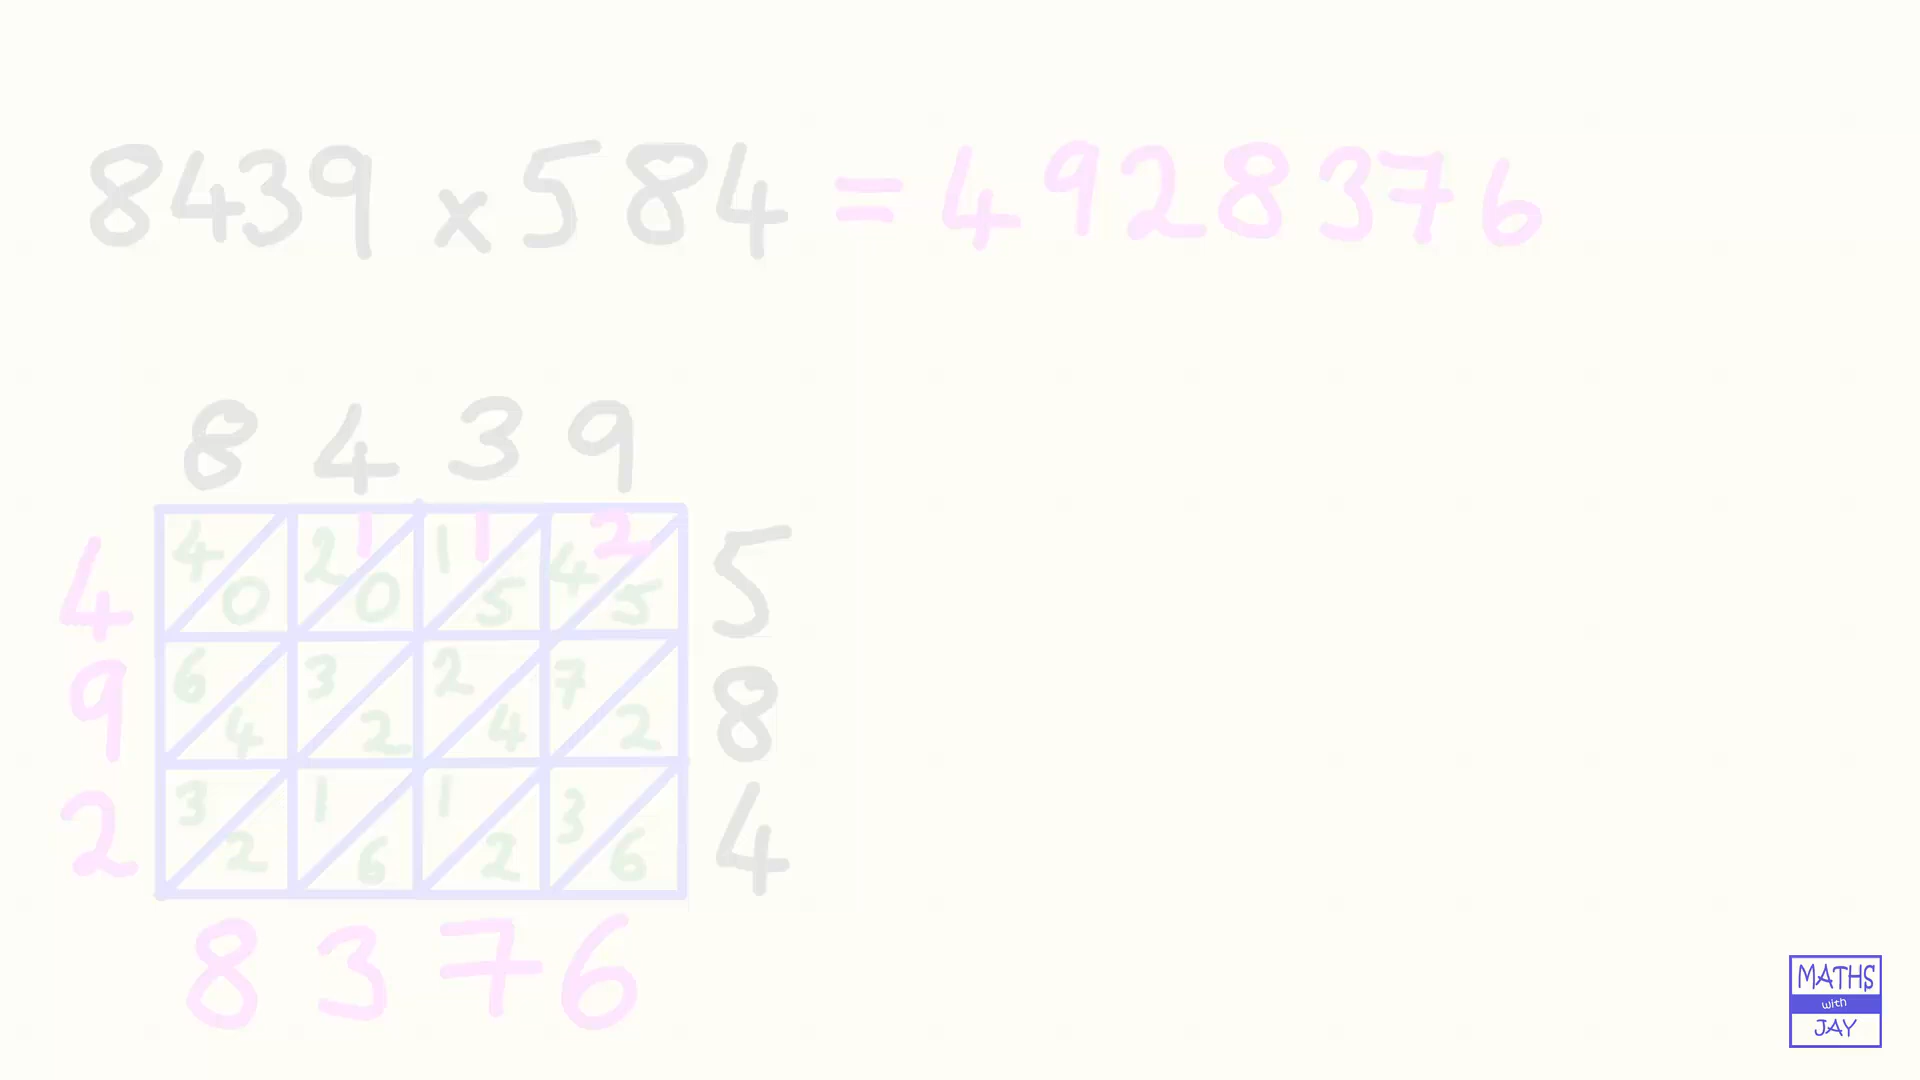 8439 x 584 = 4928376
8 4 3 9
4 0 2 1 0 1 1 5 4 2 5 5
4
6 4 3 2 2 4 7 2 8
9
3 2 1 6 1 2 3 6 4
2
8 3 7 6
MATHS
with
JAY